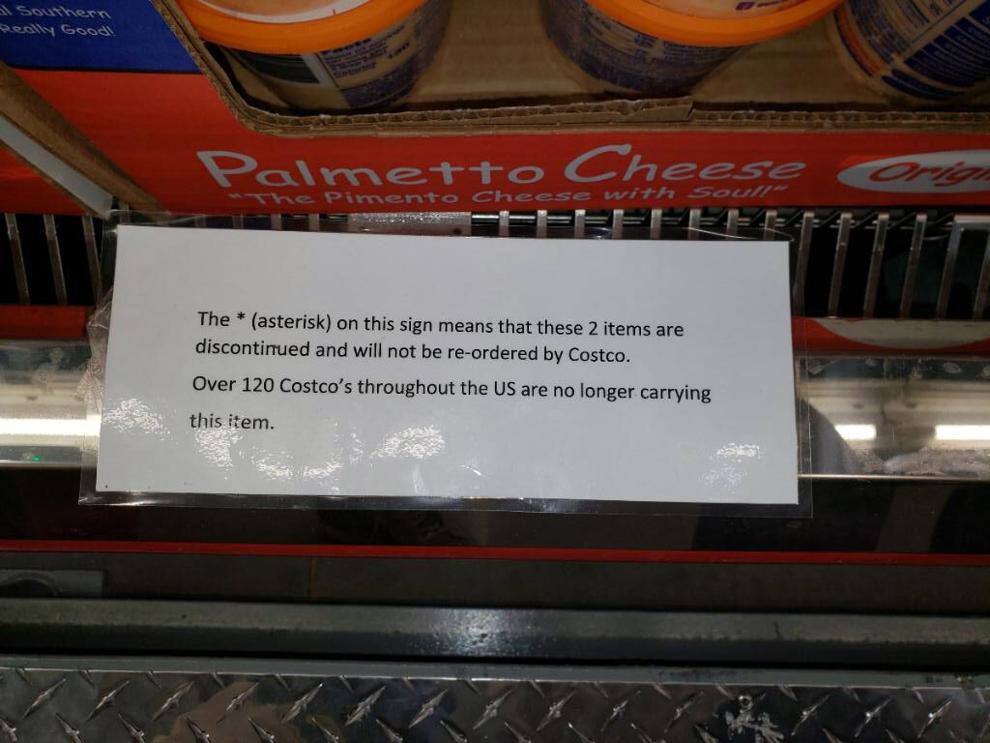 l Southern
Really Good!
Palmetto Cheese
"The Pimento Cheese with Soul!"
The * (asterisk) on this sign means that these 2 items are
discontinued and will not be re-ordered by Costco.
Over 120 Costco's throughout the US are no longer carrying
this item.